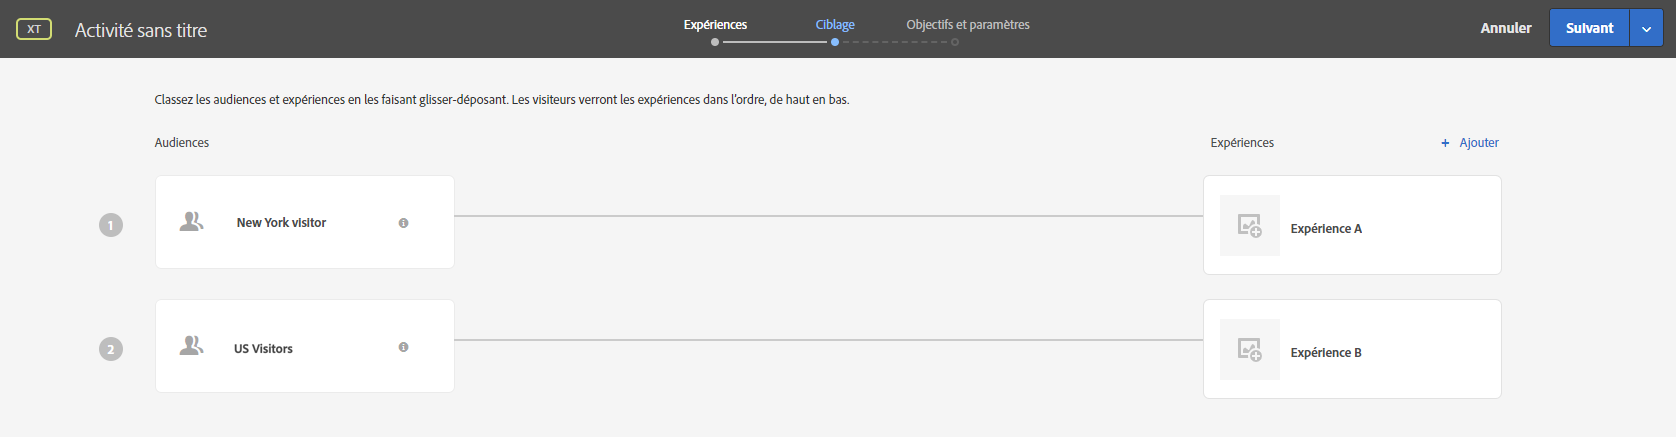 XT
Activité sans titre
Expériences
Ciblage
Objectifs et paramètres
Annuler
Suivant
Classez les audiences et expériences en les faisant glisser-déposant. Les visiteurs verront les expériences dans l'ordre, de haut en bas.
Audiences
Expériences
+ Ajouter
1
New York visitor
Expérience A
2
US Visitors
Expérience B